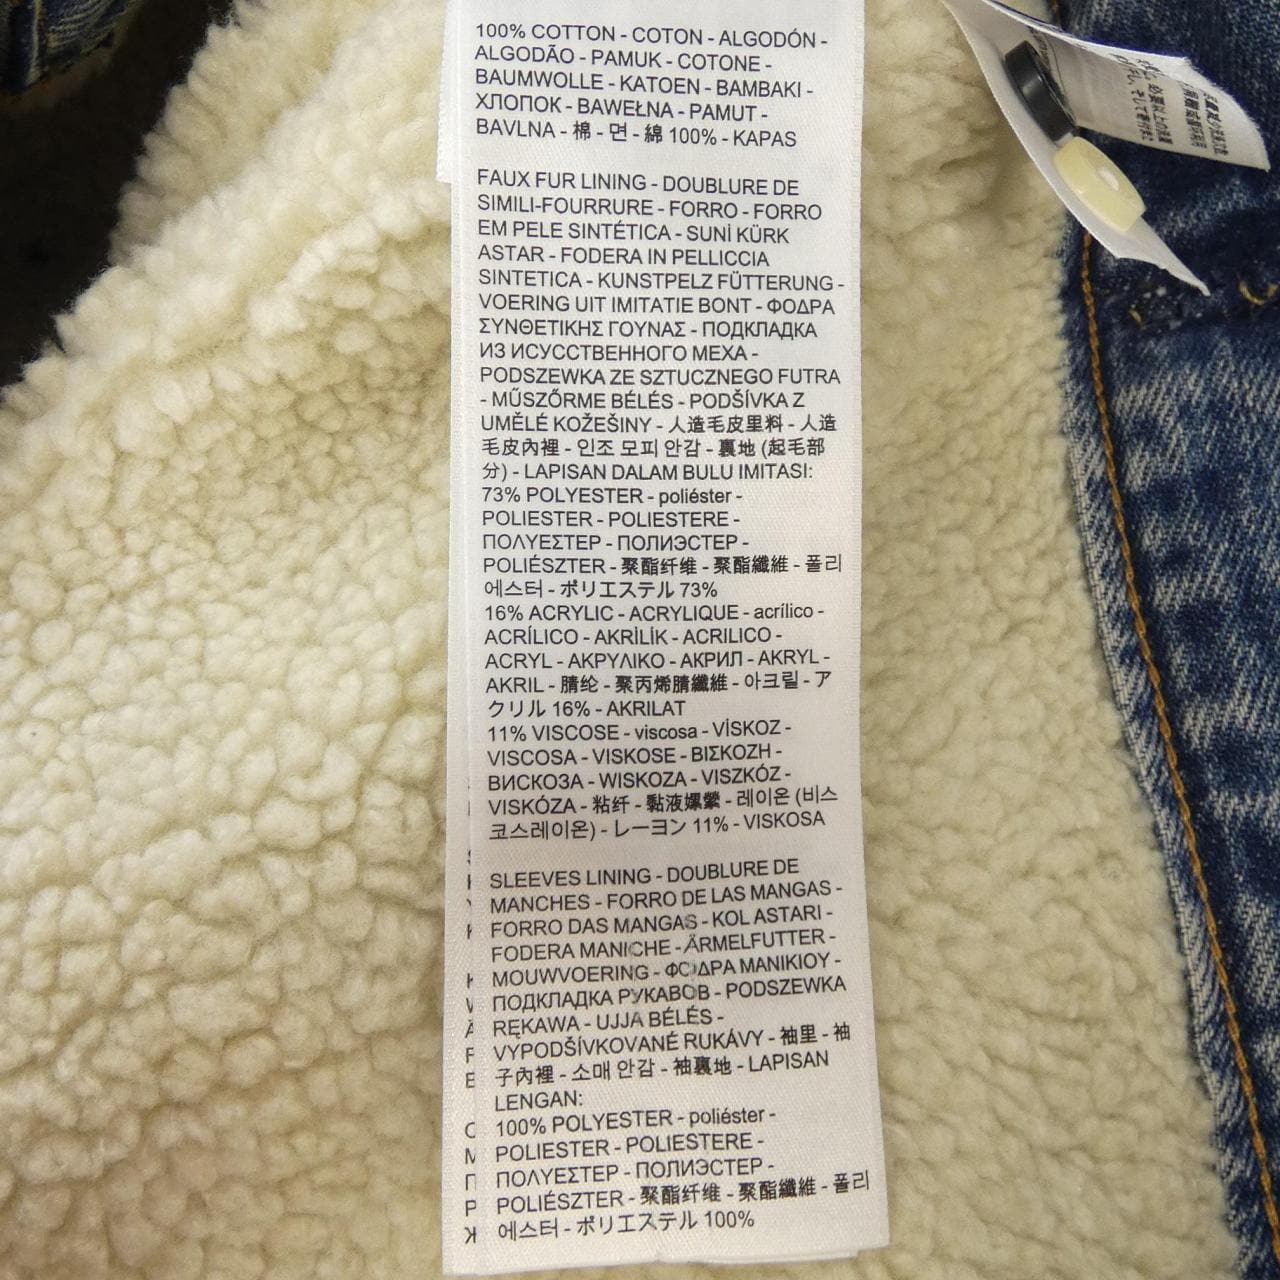 100% COTTON - COTON - ALGODÓN -
ALGODÃO - PAMUK - COTONE -
BAUMWOLLE - KATOEN - BAMBAKI -
ХЛОПОК - BAWEŁNA - PAMUT -
BAVLNA - 棉 - 면 - 綿 100% - KAPAS
FAUX FUR LINING - DOUBLURE DE
SIMILI-FOURRURE - FORRO - FORRO
EM PELE SINTÉTICA - SUNİ KÜRK
ASTAR - FODERA IN PELLICCIA
SINTETICA - KUNSTPELZ FÜTTERUNG -
VOERING UIT IMITATIE BONT - ΦΟΔΡΑ
ΣΥΝΘΕΤΙΚΗΣ ΓΟΥΝΑΣ - ПОДКЛАДКА
ИЗ ИСУССТВЕННОГО МЕХА -
PODSZEWKA ZE SZTUCZNEGO FUTRA
- MŰSZŐRME BÉLÉS - PODŠÍVKA Z
UMĚLÉ KOŽEŠINY - 人造毛皮里料 - 人造
毛皮內裡 - 인조 모피 안감 - 裏地 (起毛部
分) - LAPISAN DALAM BULU IMITASI:
73% POLYESTER - poliéster -
POLIESTER - POLIESTERE -
ΠΟΛΥΕΣΤΕΡ - ПОЛИЭСТЕР -
POLIÉSZTER - 聚酯纤维 - 聚酯纖維 - 폴리
에스터 - ポリエステル 73%
16% ACRYLIC - ACRYLIQUE - acrílico -
ACRÍLICO - AKRİLİK - ACRILICO -
ACRYL - ΑΚΡΥΛΙΚΟ - АКРИЛ - AKRYL -
AKRIL - 腈纶 - 聚丙烯腈纖維 - 아크릴 - ア
クリル 16% - AKRILAT
11% VISCOSE - viscosa - VİSKOZ -
VISCOSA - VISKOSE - ΒΙΣΚΟΖΗ -
ВИСКОЗА - WISKOZA - VISZKÓZ -
VISKÓZA - 粘纤 - 黏液嫘縈 - 레이온 (비스
코스레이온) - レーヨン 11% - VISKOSA
SLEEVES LINING - DOUBLURE DE
MANCHES - FORRO DE LAS MANGAS -
FORRO DAS MANGAS - KOL ASTARI -
FODERA MANICHE - ÄRMELFUTTER -
MOUWVOERING - ΦΟΔΡΑ ΜΑΝΙΚΙΟΥ -
ПОДКЛАДКА РУКАВОВ - PODSZEWKA
RĘKAWA - UJJA BÉLÉS -
VYPODŠÍVKOVANÉ RUKÁVY - 袖里 - 袖
子內裡 - 소매 안감 - 袖裏地 - LAPISAN
LENGAN:
100% POLYESTER - poliéster -
POLIESTER - POLIESTERE -
ΠΟΛΥΕΣΤΕΡ - ПОЛИЭСТЕР -
POLIÉSZTER - 聚酯纤维 - 聚酯纖維 - 폴리
에스터 - ポリエステル 100%